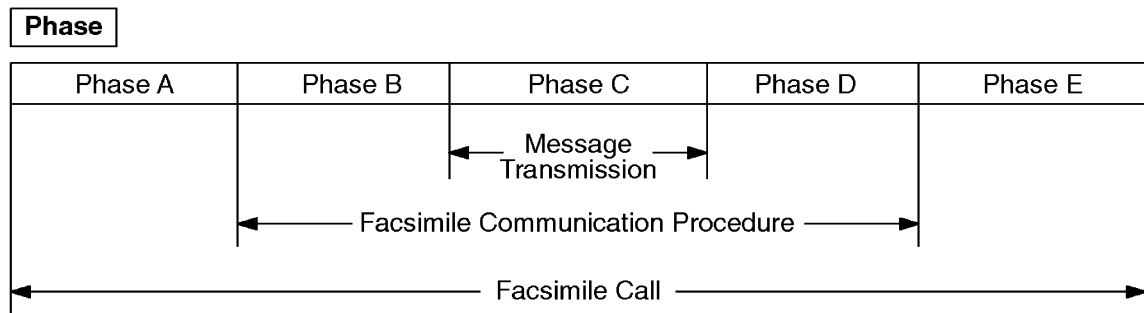 Phase
Phase A Phase B Phase C Phase D Phase E
Message
Transmission
Facsimile Communication Procedure
Facsimile Call